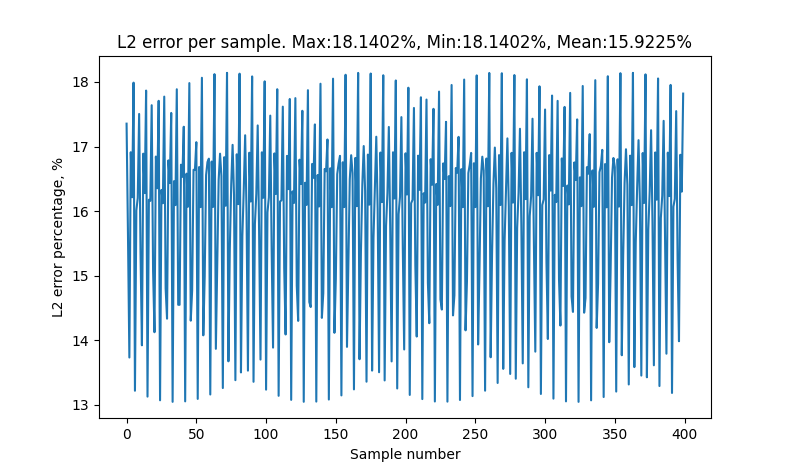 L2 error per sample. Max:18.1402%, Min:18.1402%, Mean:15.9225%
18
17
16
15
14
13
L2 error percentage, %
0 50 100 150 200 250 300 350 400
Sample number